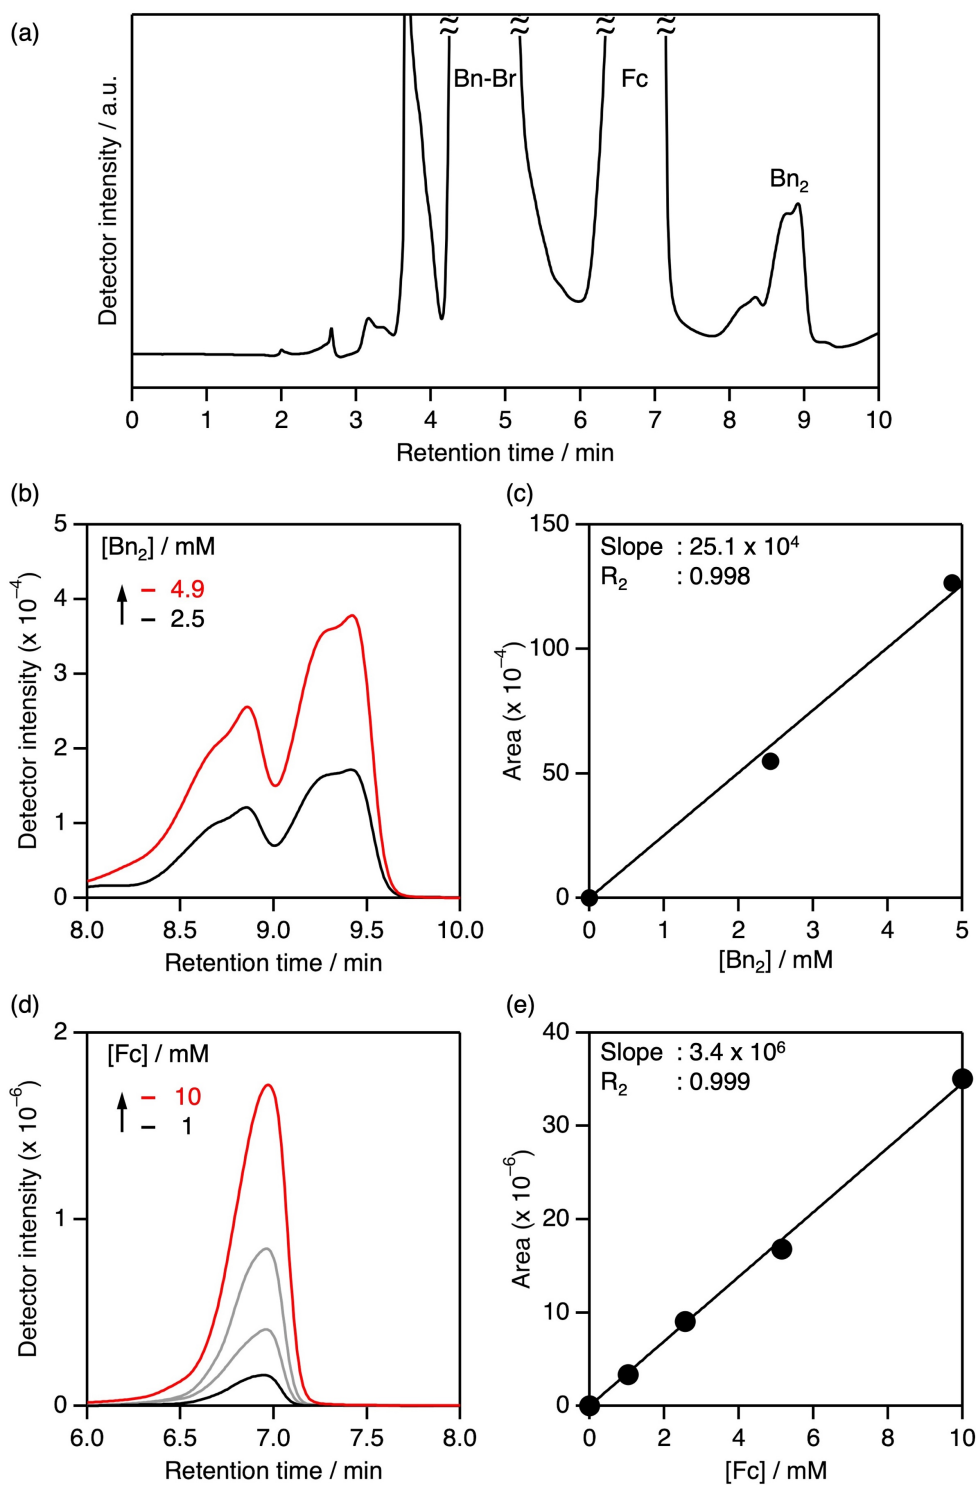 (a)
Detector intensity / a.u.
Bn-Br
Fc
Bn₂
0 1 2 3 4 5 6 7 8 9 10
Retention time / min
(b)
Detector intensity (x 10⁻⁴)
5
4
3
2
1
0
[Bn₂] / mM
4.9
2.5
8.0 8.5 9.0 9.5 10.0
Retention time / min
(c)
Area (x 10⁻⁴)
150
100
50
0
Slope : 25.1 x 10⁴
R₂ : 0.998
0 1 2 3 4 5
[Bn₂] / mM
(d)
Detector intensity (x 10⁻⁶)
2
1
0
[Fc] / mM
10
1
6.0 6.5 7.0 7.5 8.0
Retention time / min
(e)
Area (x 10⁻⁶)
40
30
20
10
0
Slope : 3.4 x 10⁶
R₂ : 0.999
0 2 4 6 8 10
[Fc] / mM